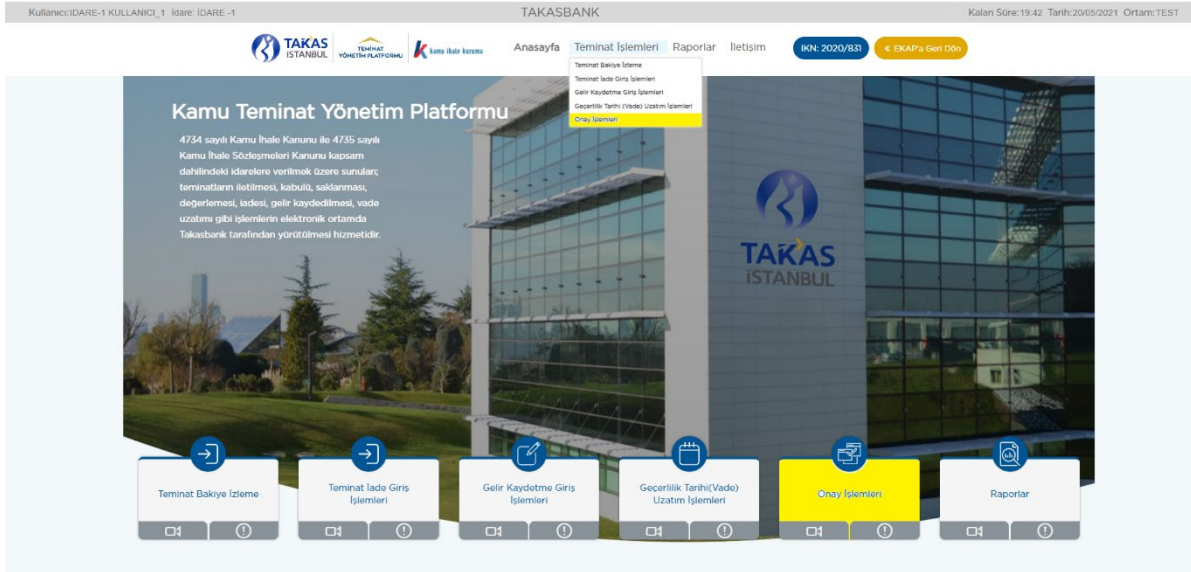 Kullanıcı:IDARE-1 KULLANICI_1 İdare: İDARE -1
TAKASBANK
Kalan Süre:19:42 Tarih:20/05/2021 Ortam:TEST
TAKAS
İSTANBUL
TEMİNAT
YÖNETİM PLATFORMU
kamu ihale kurumu
Anasayfa Teminat İşlemleri Raporlar İletişim
IKN: 2020/831
« EKAP'a Geri Dön
Teminat Bakiye İzleme
Teminat İade Giriş İşlemleri
Gelir Kaydetme Giriş İşlemleri
Geçerlilik Tarihi (Vade) Uzatım İşlemleri
Onay İşlemleri
Kamu Teminat Yönetim Platformu
4734 sayılı Kamu İhale Kanunu ile 4735 sayılı
Kamu İhale Sözleşmeleri Kanunu kapsam
dahilindeki idarelere verilmek üzere sunulan;
teminatların iletilmesi, kabulü, saklanması,
değerlemesi, iadesi, gelir kaydedilmesi, vade
uzatımı gibi işlemlerin elektronik ortamda
Takasbank tarafından yürütülmesi hizmetidir.
TAKAS
İSTANBUL
Teminat Bakiye İzleme
Teminat İade Giriş
İşlemleri
Gelir Kaydetme Giriş
İşlemleri
Geçerlilik Tarihi(Vade)
Uzatım İşlemleri
Onay İşlemleri
Raporlar